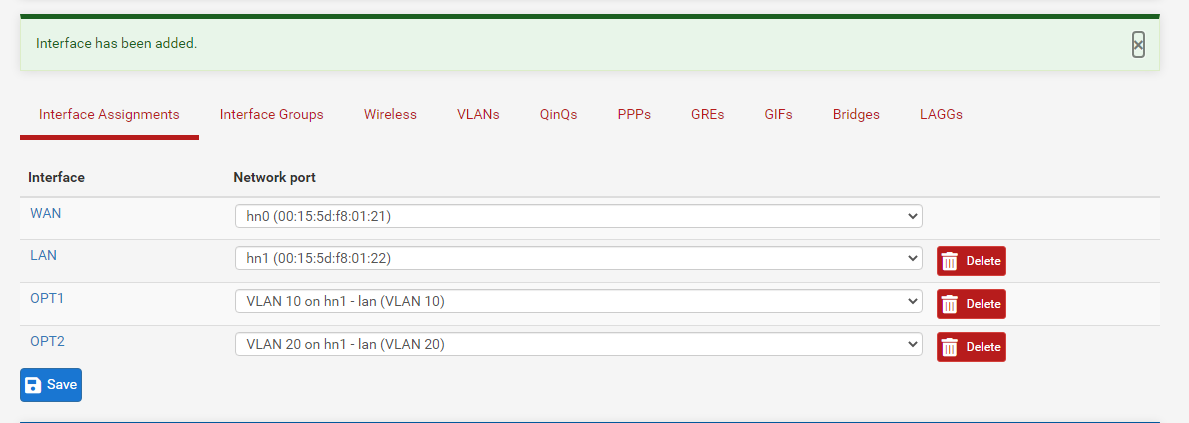 Interface has been added.
Interface Assignments Interface Groups Wireless VLANs QinQs PPPs GREs GIFs Bridges LAGGs
Interface Network port
WAN hn0 (00:15:5d:f8:01:21)
LAN hn1 (00:15:5d:f8:01:22) Delete
OPT1 VLAN 10 on hn1 - lan (VLAN 10) Delete
OPT2 VLAN 20 on hn1 - lan (VLAN 20) Delete
Save